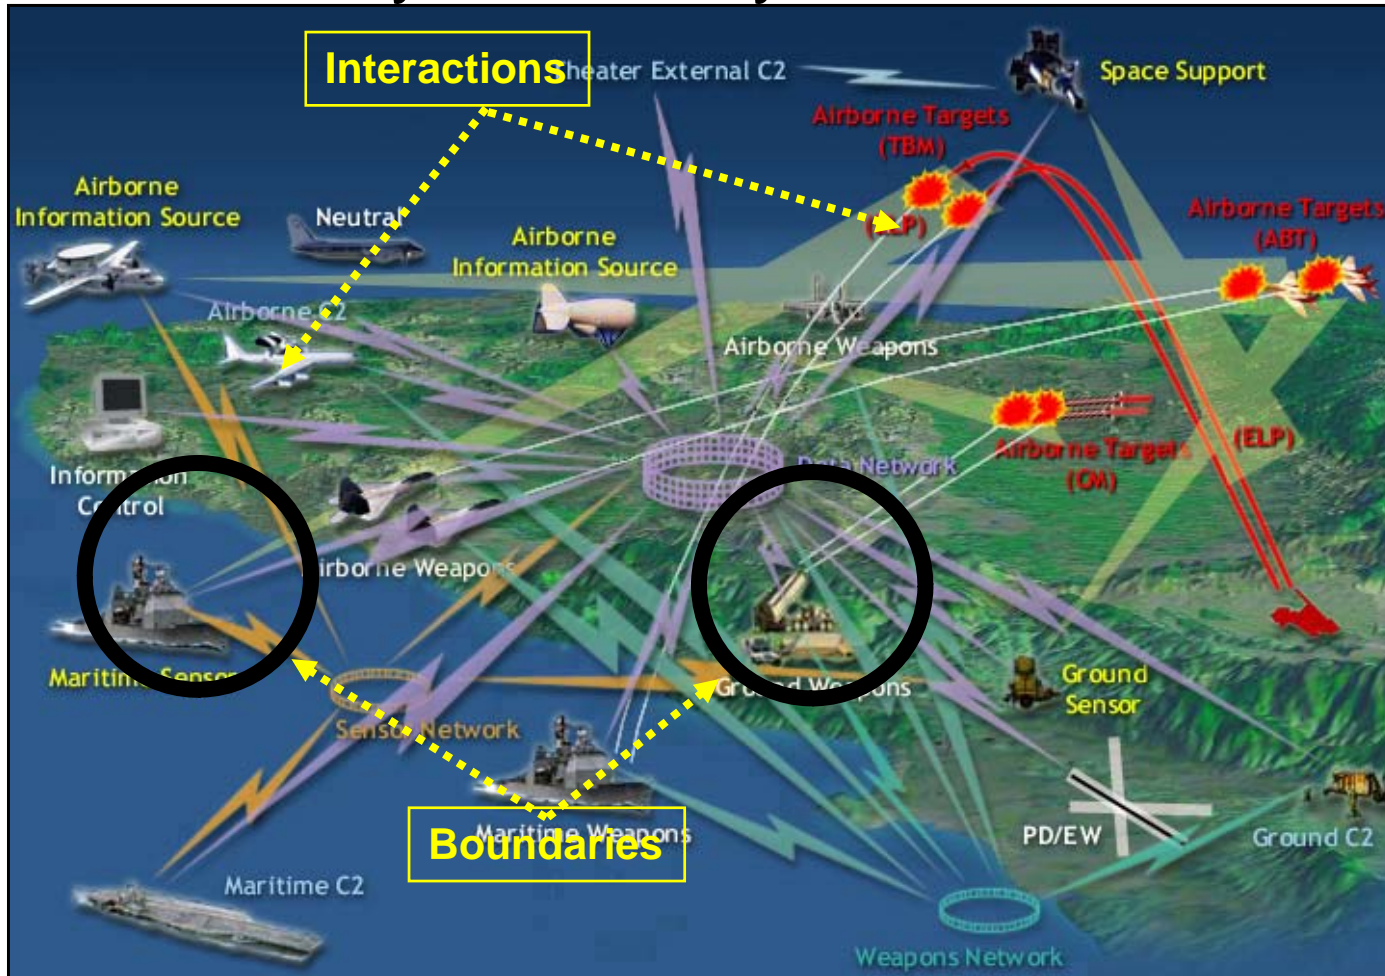 Interactions
Theater External C2
Space Support
Airborne Targets
(TBM)
Airborne
Information Source
Neutral
Airborne
Information Source
(ELP)
Airborne Targets
(ABT)
Airborne C2
Airborne Weapons
Information
Control
Data Network
Airborne Targets
(CM)
(ELP)
Airborne Weapons
Maritime Sensor
Ground Weapons
Ground
Sensor
Sensor Network
Boundaries
Maritime Weapons
PD/EW
Ground C2
Maritime C2
Weapons Network